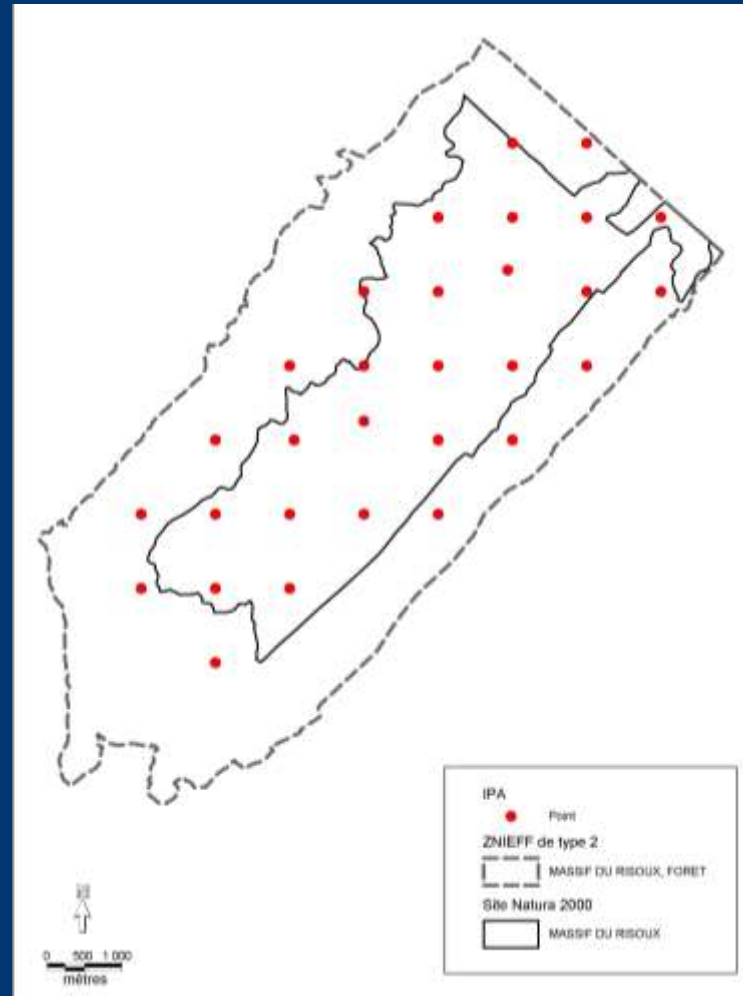 IPA
Point
ZNIEFF de type 2
MASSIF DU RISOUX, FORET
Site Natura 2000
MASSIF DU RISOUX
0 500 1 000
mètres